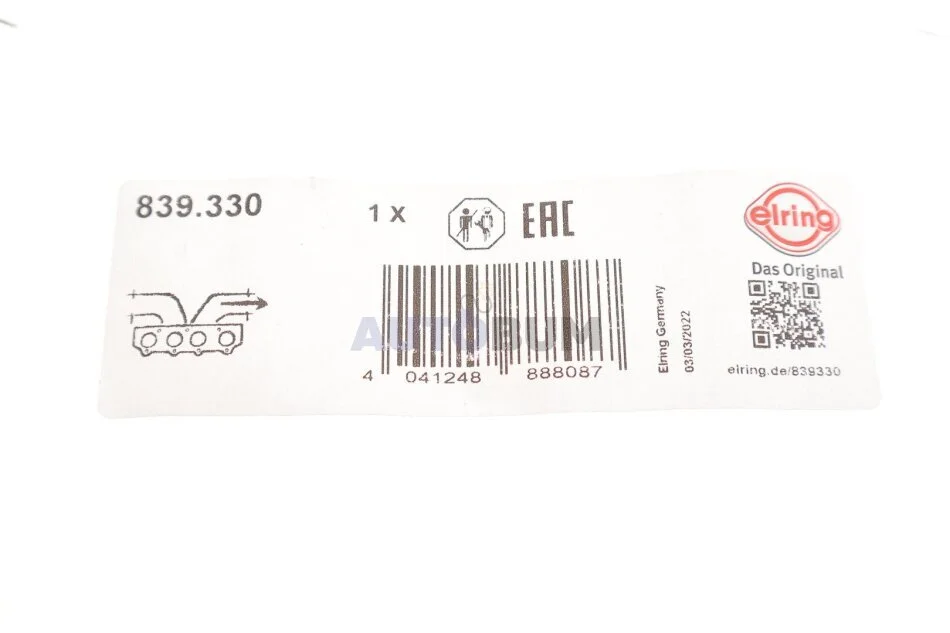 839.330
1 X
EAC
elring
Das Original
AUTOBUM
4 041248 888087
Elring Germany
03/03/2022
elring.de/839330